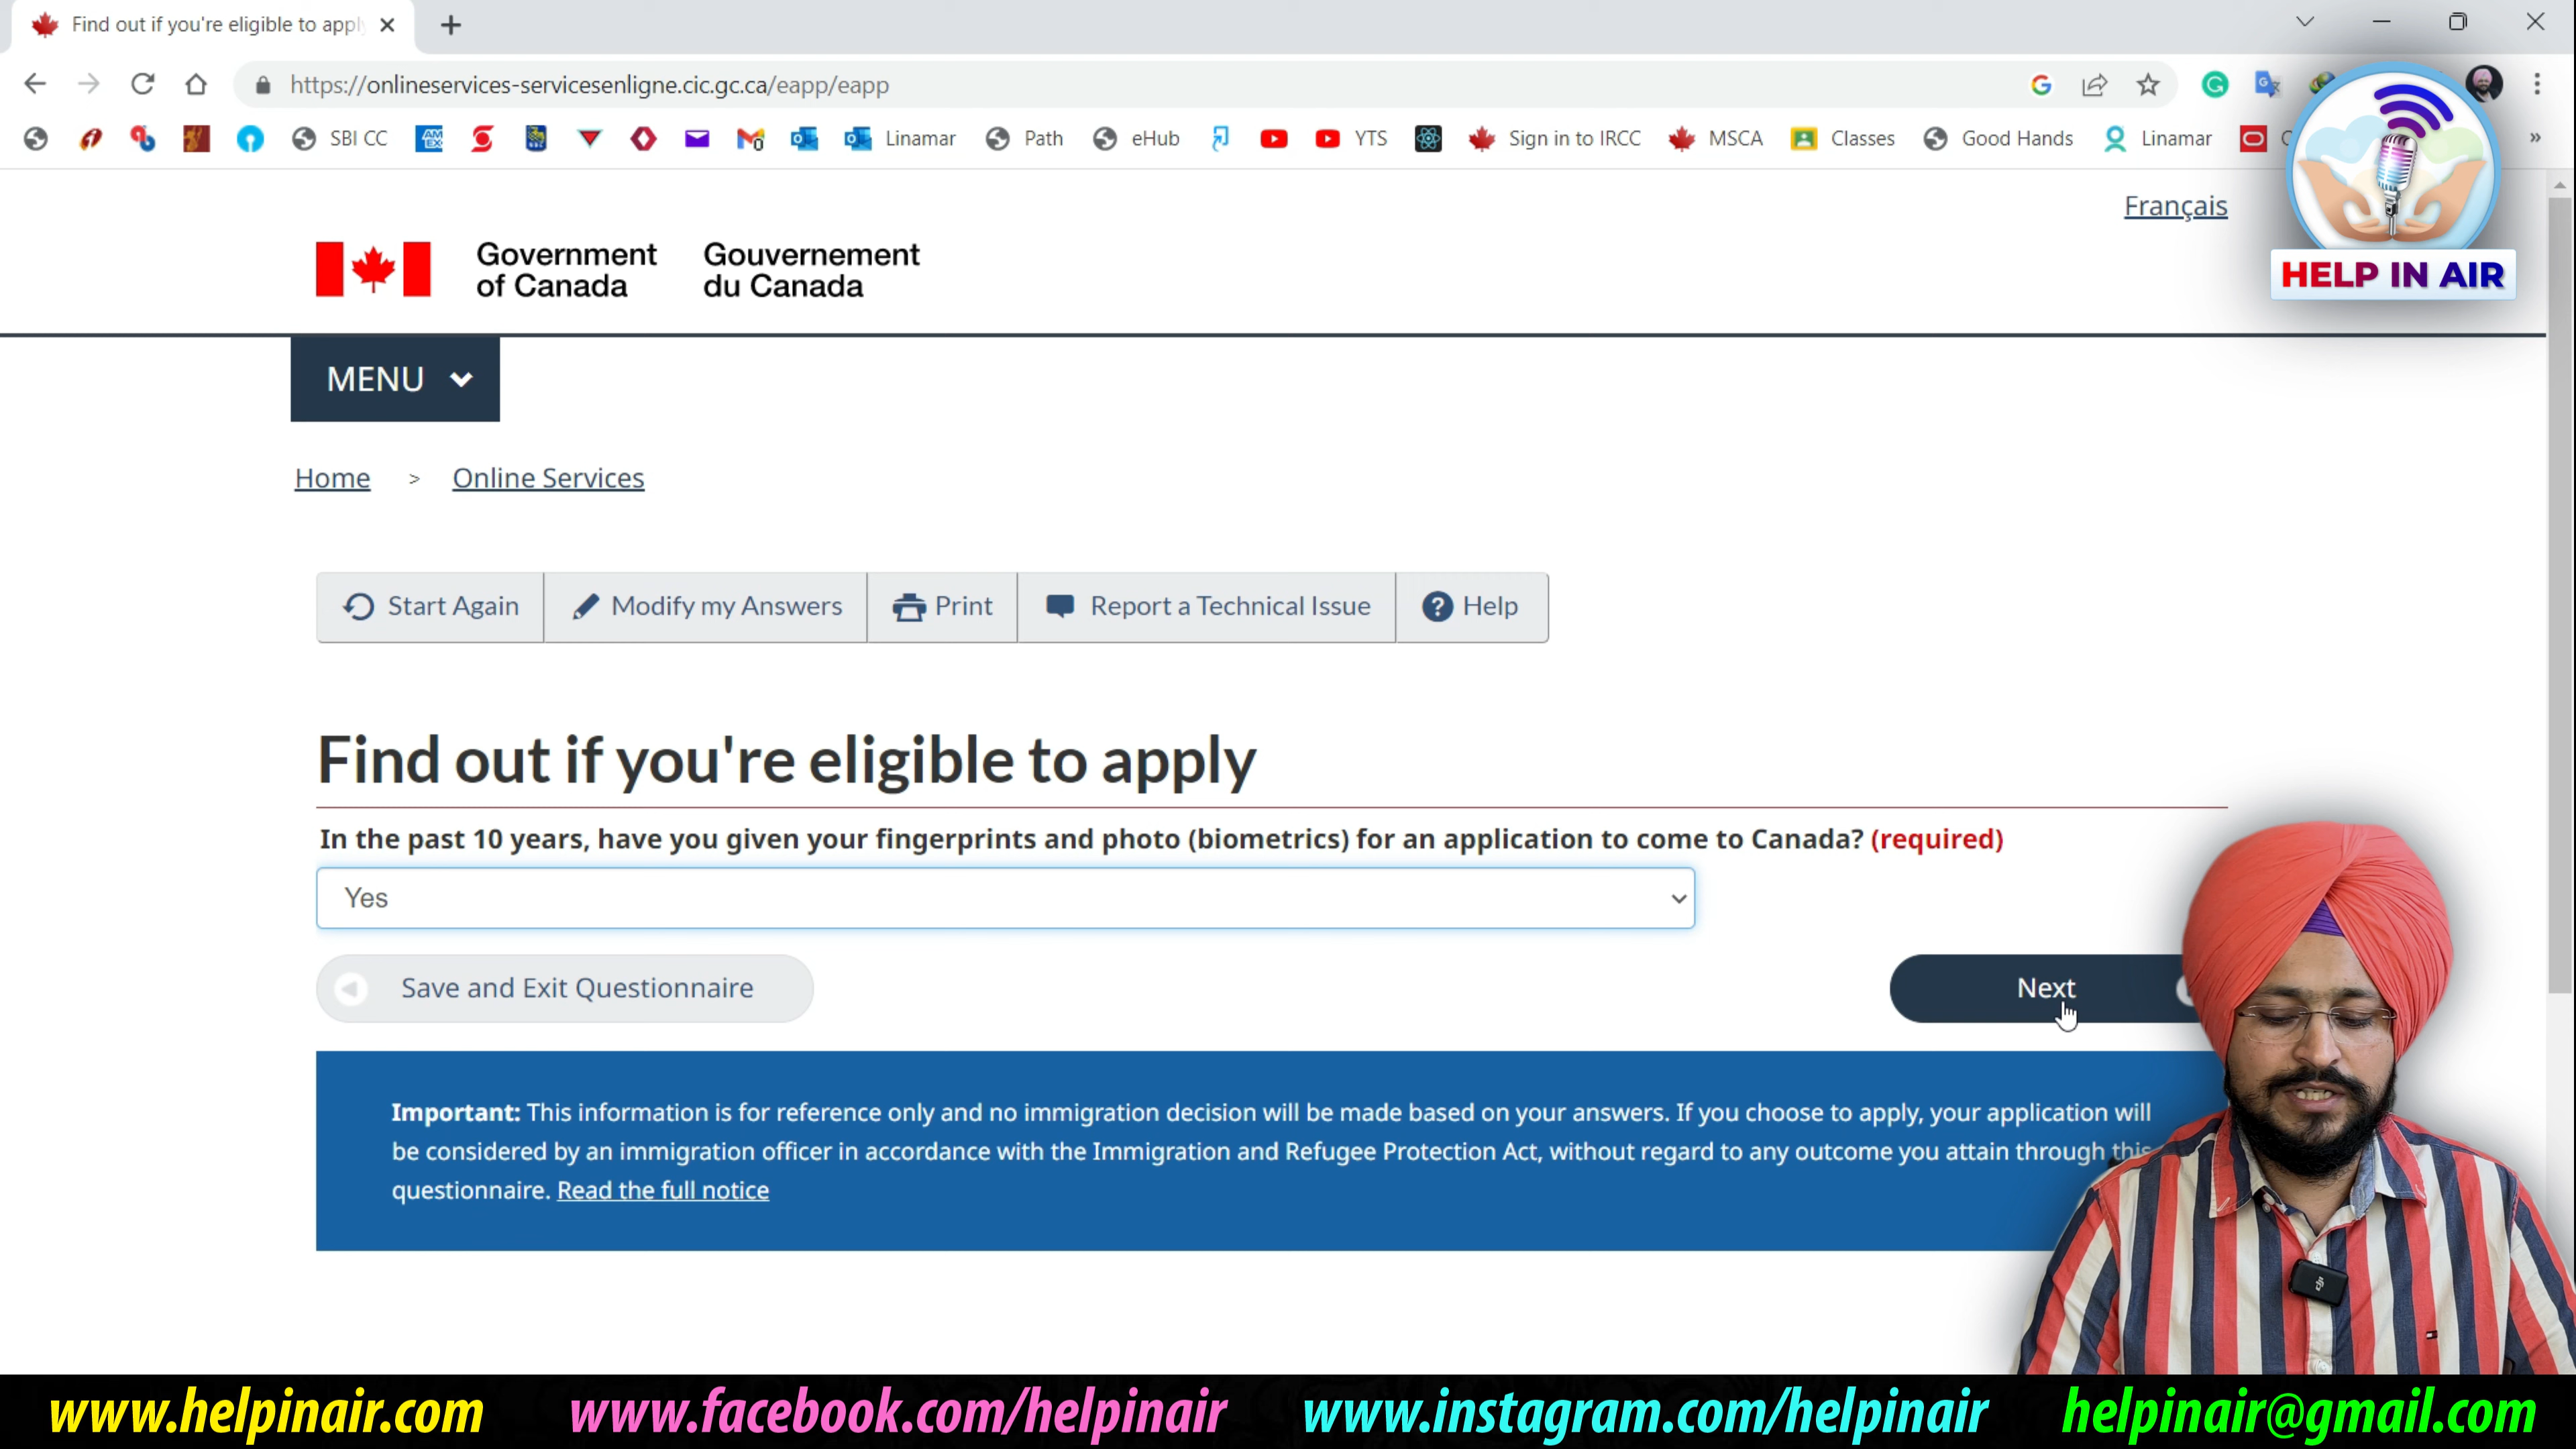 Find out if you're eligible to appl
https://onlineservices-servicesenligne.cic.gc.ca/eapp/eapp
SBI CC
AM EX
Linamar
Path
eHub
YTS
Sign in to IRCC
MSCA
Classes
Good Hands
Linamar
Français
HELP IN AIR
Government
of Canada
Gouvernement
du Canada
MENU
Home > Online Services
Start Again
Modify my Answers
Print
Report a Technical Issue
Help
Find out if you're eligible to apply
In the past 10 years, have you given your fingerprints and photo (biometrics) for an application to come to Canada? (required)
Yes
Save and Exit Questionnaire
Next
Important: This information is for reference only and no immigration decision will be made based on your answers. If you choose to apply, your application will
be considered by an immigration officer in accordance with the Immigration and Refugee Protection Act, without regard to any outcome you attain through this
questionnaire. Read the full notice
dji
www.helpinair.com
www.facebook.com/helpinair
www.instagram.com/helpinair
helpinair@gmail.com